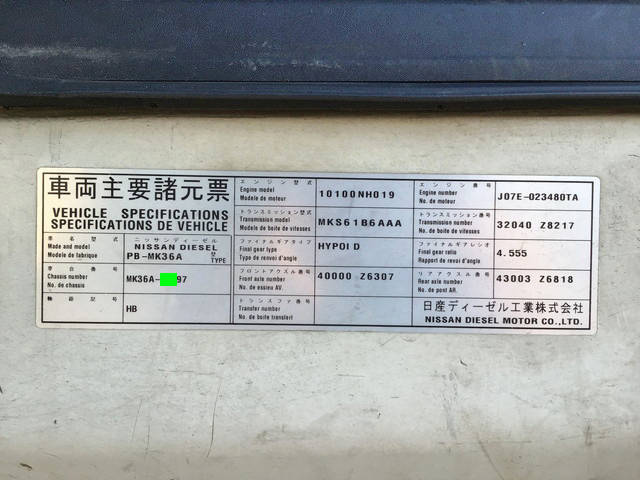 車両主要諸元票
VEHICLE SPECIFICATIONS
SPECIFICATIONS DE VEHICLE
車名型式 ニッサンディーゼル 型
Made and model NISSAN DIESEL
Modele de fabrique PB-MK36A TYPE
車台番号
Chassis number MK36A- 97
No. de chassis
軸距記号 HB
エンジン型式
Engine model 10100NH019
Modele de moteur
トランスミッション型式
Transmission model MKS61B6AAA
Modele de boite de vitesses
ファイナルギアタイプ
Final gear type HYPOID
Type de renvoi d'angle
フロントアクスル番号
Front axle number 40000 Z6307
No. de essieu AV.
トランスファ番号
Transfer number
No. de boite transfert
エンジン番号
Engine number J07E-023480TA
No. de moteur
トランスミッション番号
Transmission number 32040 Z8217
No. de boite de vitesses
ファイナルギアレシオ
Final gear ratio 4.555
Rapport de renvoi d'angle
リアアクスル番号
Rear axle number 43003 Z6818
No. de post AR.
日産ディーゼル工業株式会社
NISSAN DIESEL MOTOR CO.,LTD.